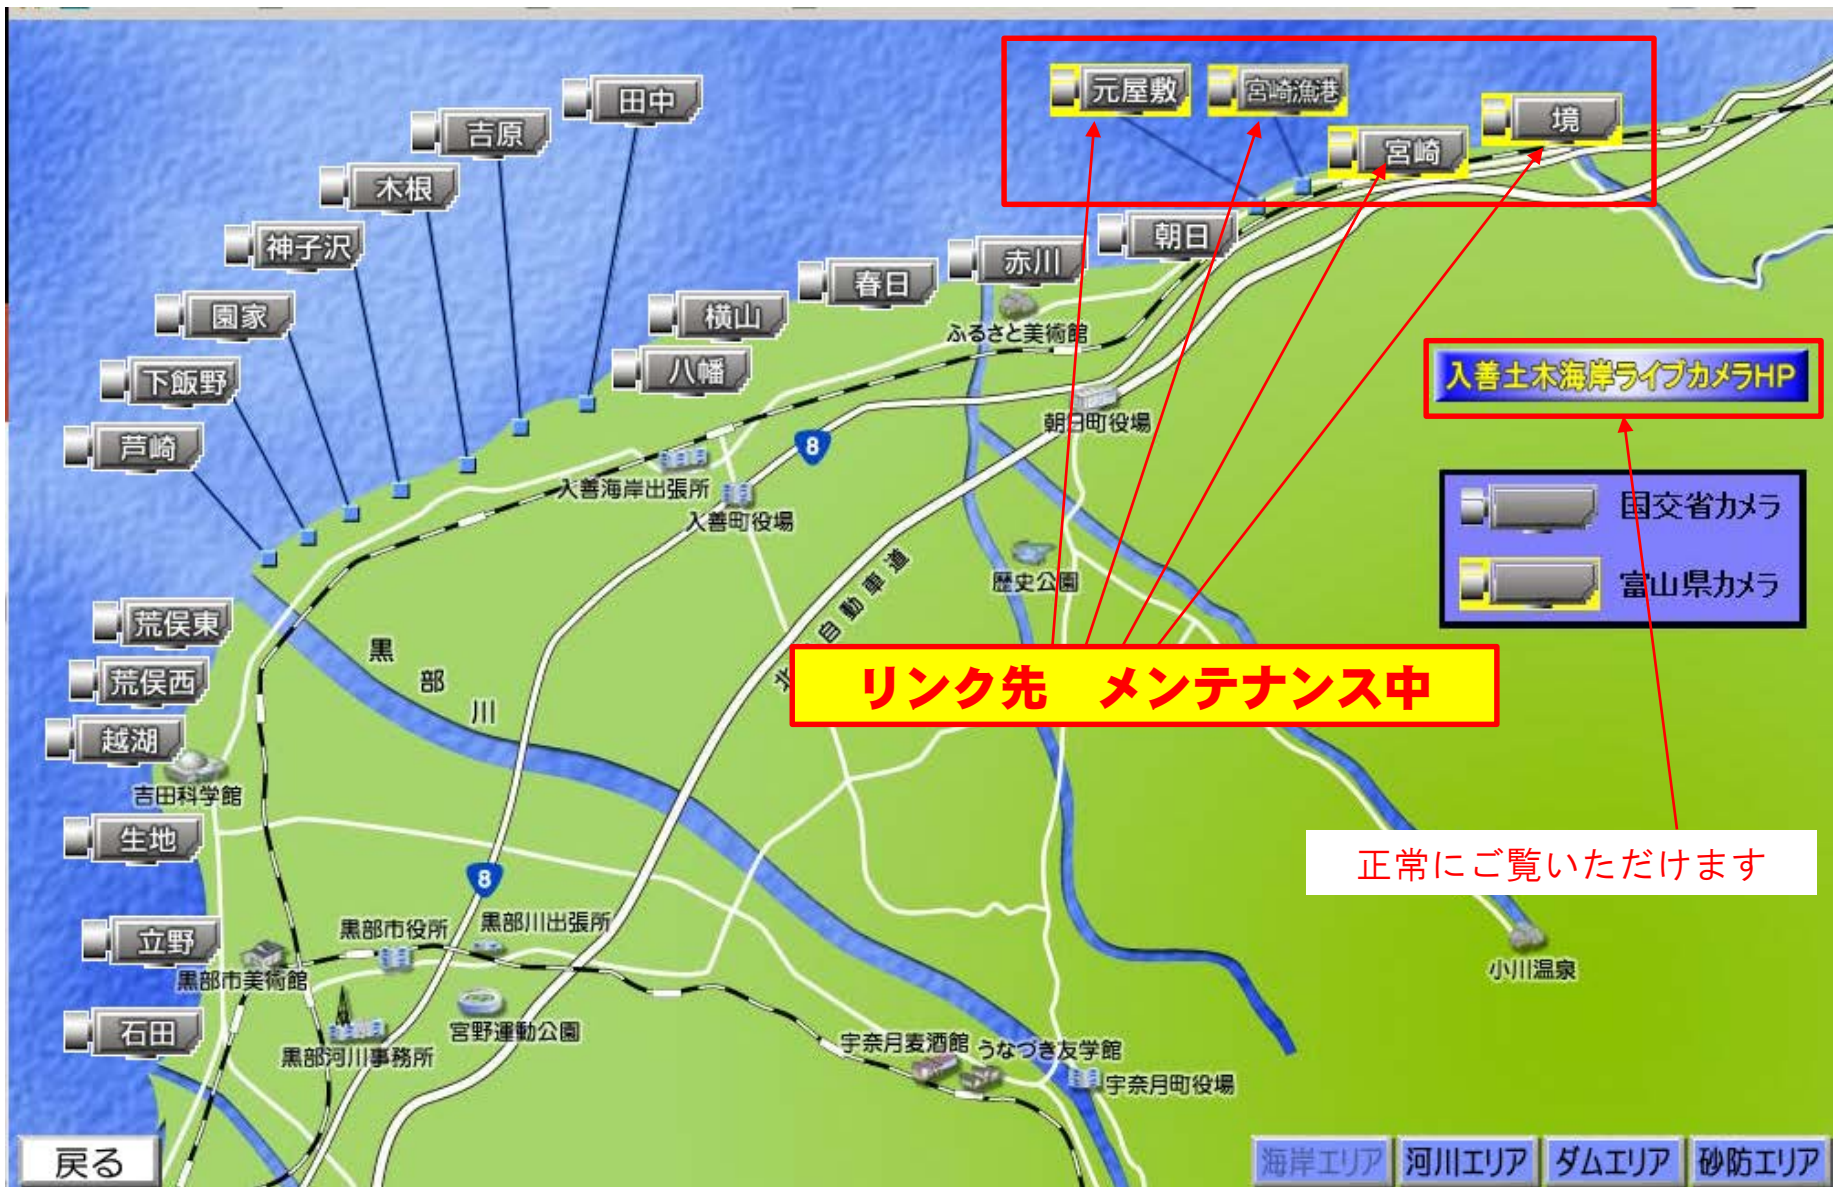 元屋敷
宮崎漁港
境
宮崎
田中
吉原
木根
神子沢
園家
下飯野
芦崎
横山
八幡
春日
赤川
朝日
ふるさと美術館
入善土木海岸ライブカメラHP
朝日町役場
8
入善海岸出張所
入善町役場
国交省カメラ
富山県カメラ
歴史公園
自動車道
荒俣東
荒俣西
越湖
吉田科学館
黒部川
リンク先　メンテナンス中
正常にご覧いただけます
生地
8
立野
黒部市役所
黒部川出張所
黒部市美術館
小川温泉
石田
黒部河川事務所
宮野運動公園
宇奈月麦酒館
うなづき友学館
宇奈月町役場
戻る
海岸エリア
河川エリア
ダムエリア
砂防エリア